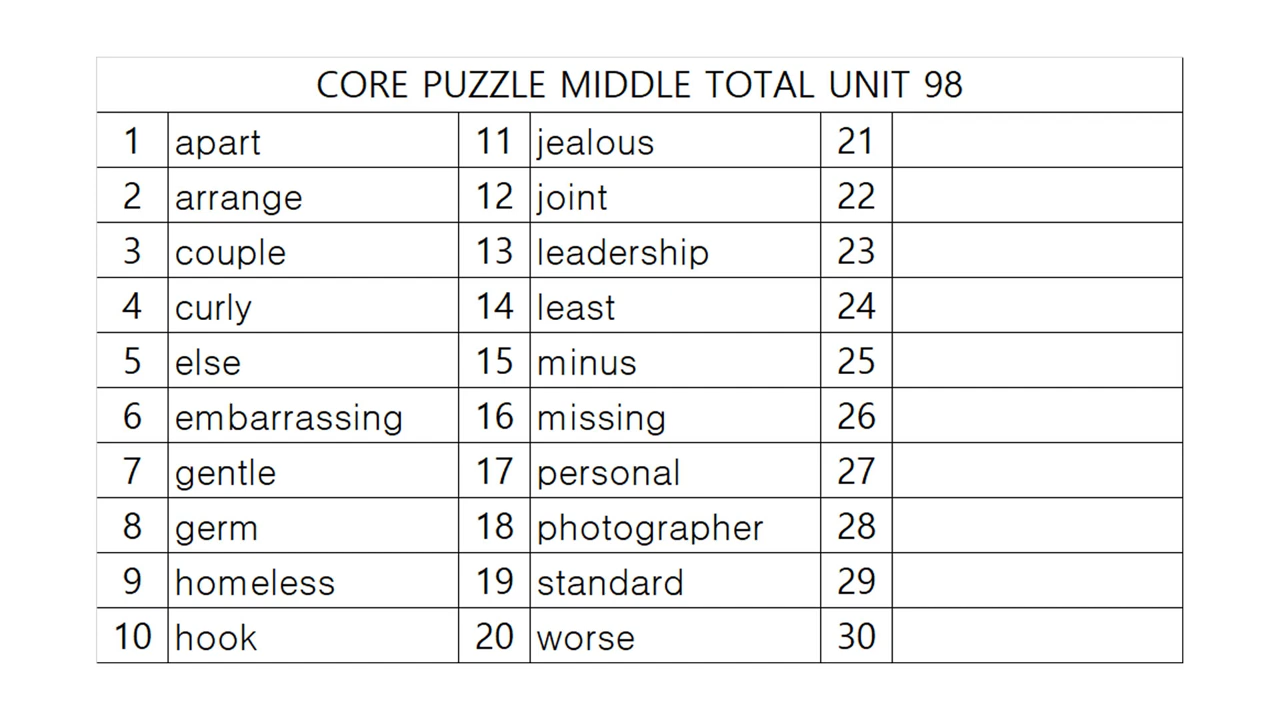 CORE PUZZLE MIDDLE TOTAL UNIT 98
1 apart 11 jealous 21
2 arrange 12 joint 22
3 couple 13 leadership 23
4 curly 14 least 24
5 else 15 minus 25
6 embarrassing 16 missing 26
7 gentle 17 personal 27
8 germ 18 photographer 28
9 homeless 19 standard 29
10 hook 20 worse 30